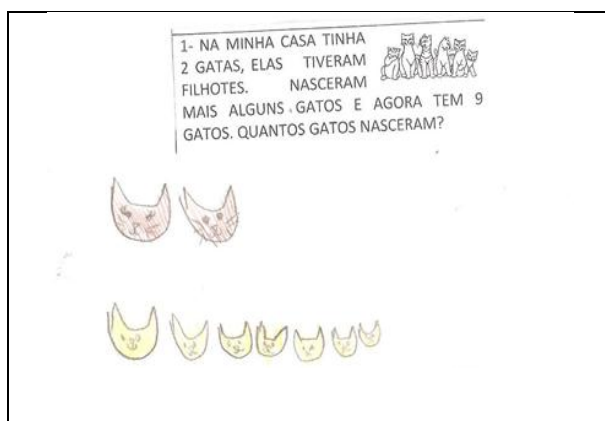 1- NA MINHA CASA TINHA
2 GATAS, ELAS TIVERAM
FILHOTES. NASCERAM
MAIS ALGUNS GATOS E AGORA TEM 9
GATOS. QUANTOS GATOS NASCERAM?